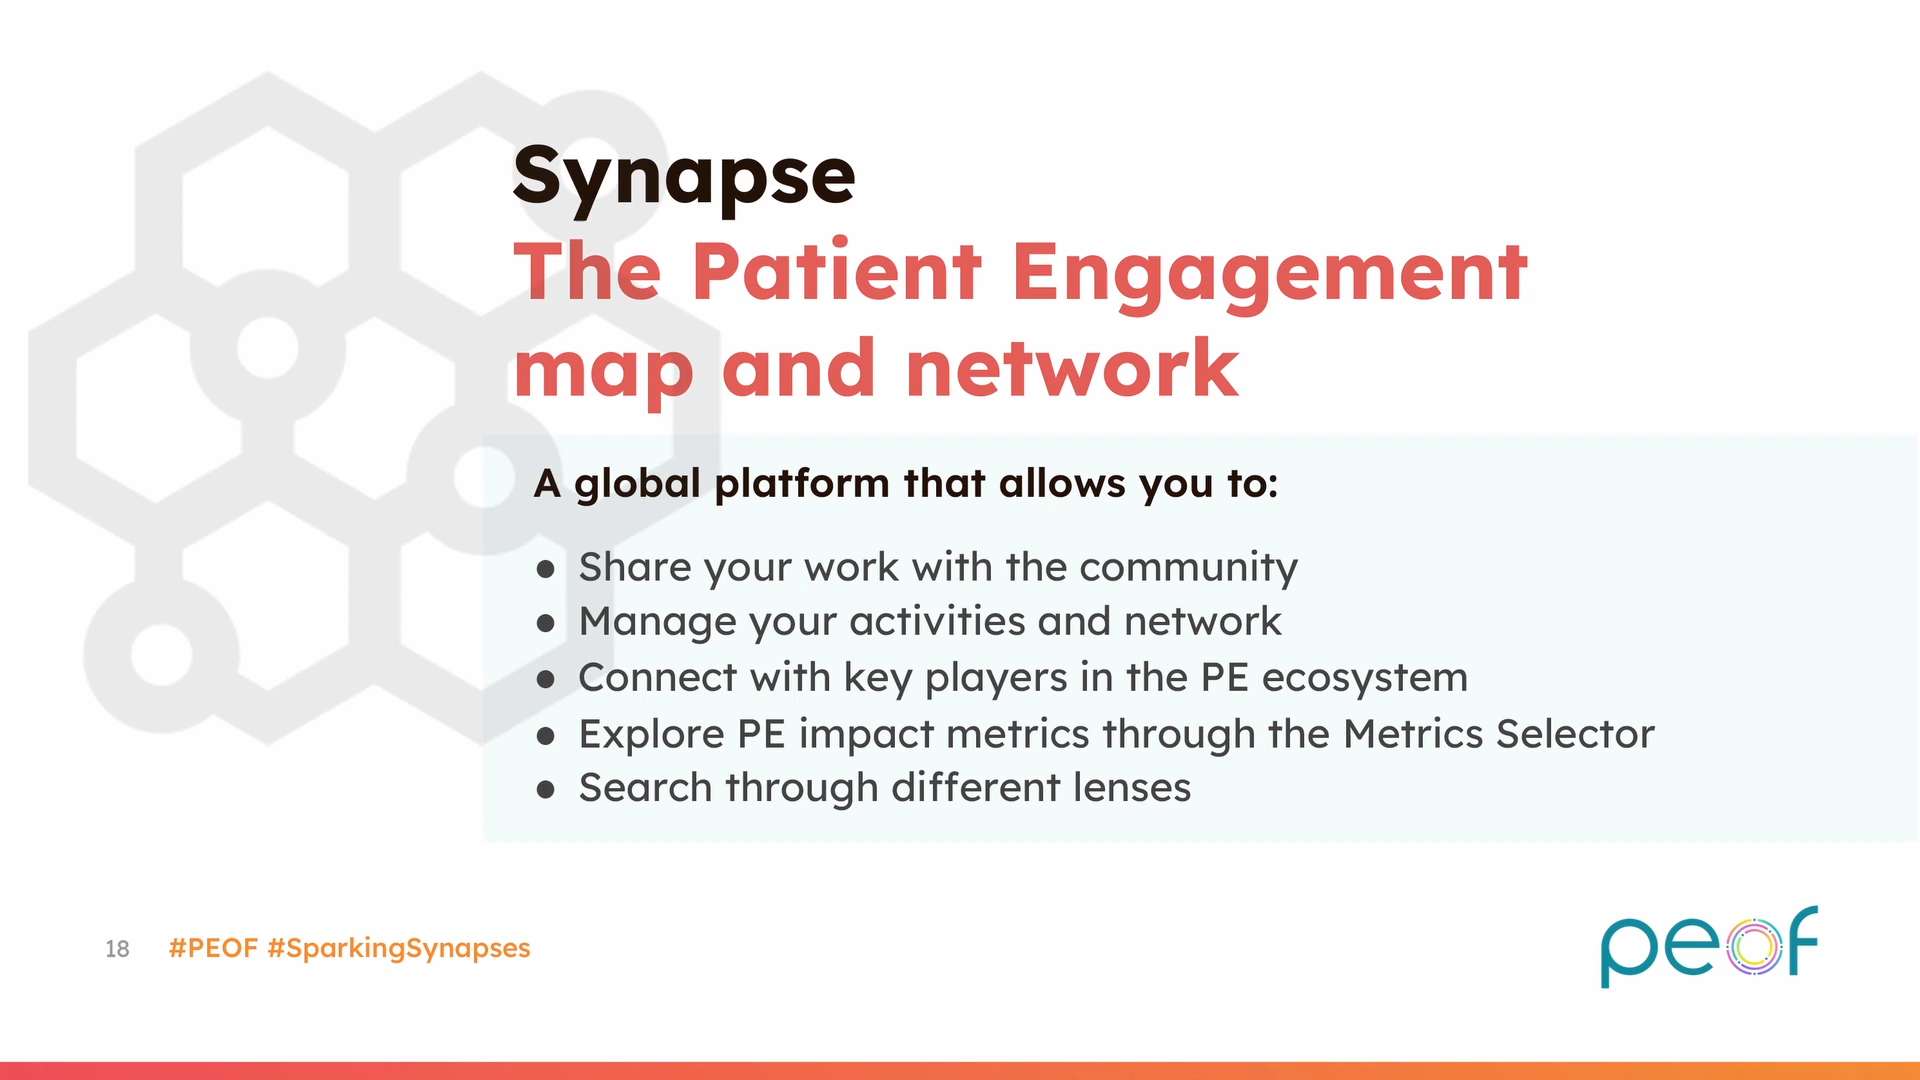 Synapse
The Patient Engagement
map and network
A global platform that allows you to:
● Share your work with the community
● Manage your activities and network
● Connect with key players in the PE ecosystem
● Explore PE impact metrics through the Metrics Selector
● Search through different lenses
18 #PEOF #SparkingSynapses
peof